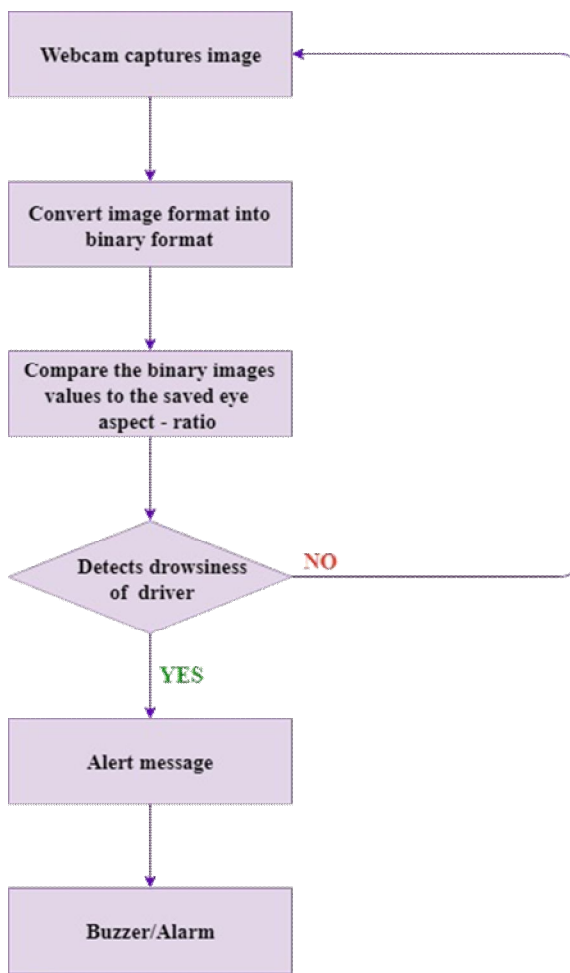 Webcam captures image
Convert image format into
binary format
Compare the binary images
values to the saved eye
aspect - ratio
Detects drowsiness
of driver
NO
YES
Alert message
Buzzer/Alarm